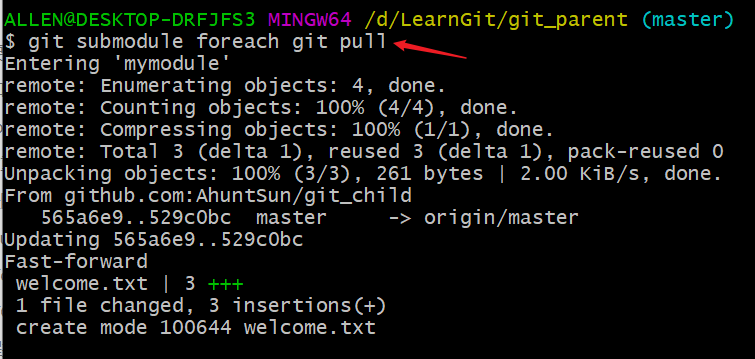 ALLEN@DESKTOP-DRFJFS3 MINGW64 /d/LearnGit/git_parent (master)
$ git submodule foreach git pull
Entering 'mymodule'
remote: Enumerating objects: 4, done.
remote: Counting objects: 100% (4/4), done.
remote: Compressing objects: 100% (1/1), done.
remote: Total 3 (delta 1), reused 3 (delta 1), pack-reused 0
Unpacking objects: 100% (3/3), 261 bytes | 2.00 KiB/s, done.
From github.com:AhuntSun/git_child
   565a6e9..529c0bc  master     -> origin/master
Updating 565a6e9..529c0bc
Fast-forward
 welcome.txt | 3 +++
 1 file changed, 3 insertions(+)
 create mode 100644 welcome.txt